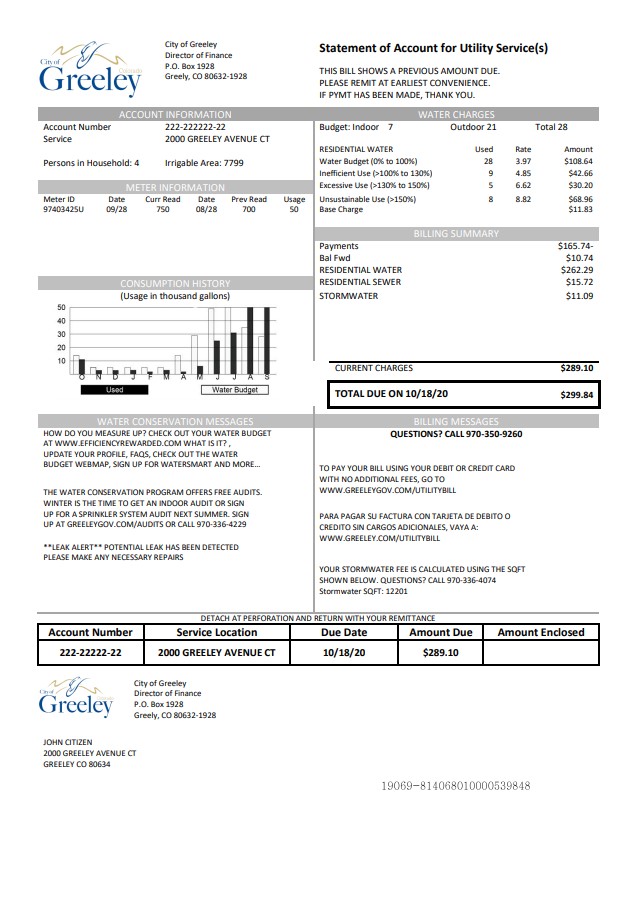 City of
Greeley
Colorado
City of Greeley
Director of Finance
P.O. Box 1928
Greely, CO 80632-1928
Statement of Account for Utility Service(s)
THIS BILL SHOWS A PREVIOUS AMOUNT DUE.
PLEASE REMIT AT EARLIEST CONVENIENCE.
IF PYMT HAS BEEN MADE, THANK YOU.
ACCOUNT INFORMATION
Account Number 222-222222-22
Service 2000 GREELEY AVENUE CT
Persons in Household: 4 Irrigable Area: 7799
METER INFORMATION
Meter ID Date Curr Read Date Prev Read Usage
97403425U 09/28 750 08/28 700 50
CONSUMPTION HISTORY
(Usage in thousand gallons)
50
40
30
20
10
O N D J F M A M J J A S
Used Water Budget
WATER CHARGES
Budget: Indoor 7 Outdoor 21 Total 28
RESIDENTIAL WATER Used Rate Amount
Water Budget (0% to 100%) 28 3.97 $108.64
Inefficient Use (>100% to 130%) 9 4.85 $42.66
Excessive Use (>130% to 150%) 5 6.62 $30.20
Unsustainable Use (>150%) 8 8.82 $68.96
Base Charge $11.83
BILLING SUMMARY
Payments $165.74-
Bal Fwd $10.74
RESIDENTIAL WATER $262.29
RESIDENTIAL SEWER $15.72
STORMWATER $11.09
CURRENT CHARGES $289.10
TOTAL DUE ON 10/18/20 $299.84
WATER CONSERVATION MESSAGES
HOW DO YOU MEASURE UP? CHECK OUT YOUR WATER BUDGET
AT WWW.EFFICIENCYREWARDED.COM WHAT IS IT? ,
UPDATE YOUR PROFILE, FAQS, CHECK OUT THE WATER
BUDGET WEBMAP, SIGN UP FOR WATERSMART AND MORE...
THE WATER CONSERVATION PROGRAM OFFERS FREE AUDITS.
WINTER IS THE TIME TO GET AN INDOOR AUDIT OR SIGN
UP FOR A SPRINKLER SYSTEM AUDIT NEXT SUMMER. SIGN
UP AT GREELEYGOV.COM/AUDITS OR CALL 970-336-4229
**LEAK ALERT** POTENTIAL LEAK HAS BEEN DETECTED
PLEASE MAKE ANY NECESSARY REPAIRS
BILLING MESSAGES
QUESTIONS? CALL 970-350-9260
TO PAY YOUR BILL USING YOUR DEBIT OR CREDIT CARD
WITH NO ADDITIONAL FEES, GO TO
WWW.GREELEYGOV.COM/UTILITYBILL
PARA PAGAR SU FACTURA CON TARJETA DE DEBITO O
CREDITO SIN CARGOS ADICIONALES, VAYA A:
WWW.GREELEY.COM/UTILITYBILL
YOUR STORMWATER FEE IS CALCULATED USING THE SQFT
SHOWN BELOW. QUESTIONS? CALL 970-336-4074
Stormwater SQFT: 12201
DETACH AT PERFORATION AND RETURN WITH YOUR REMITTANCE
Account Number Service Location Due Date Amount Due Amount Enclosed
222-22222-22 2000 GREELEY AVENUE CT 10/18/20 $289.10
City of
Greeley
Colorado
City of Greeley
Director of Finance
P.O. Box 1928
Greely, CO 80632-1928
JOHN CITIZEN
2000 GREELEY AVENUE CT
GREELEY CO 80634
19069-814068010000539848